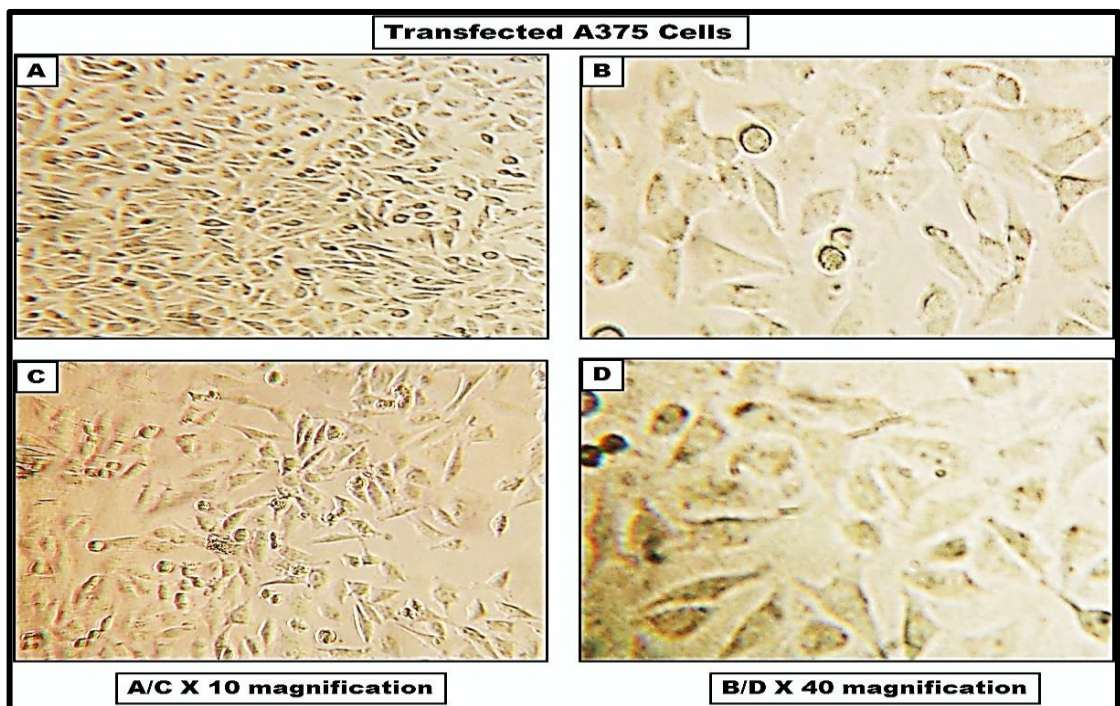 Transfected A375 Cells
A
B
C
D
A/C X 10 magnification
B/D X 40 magnification